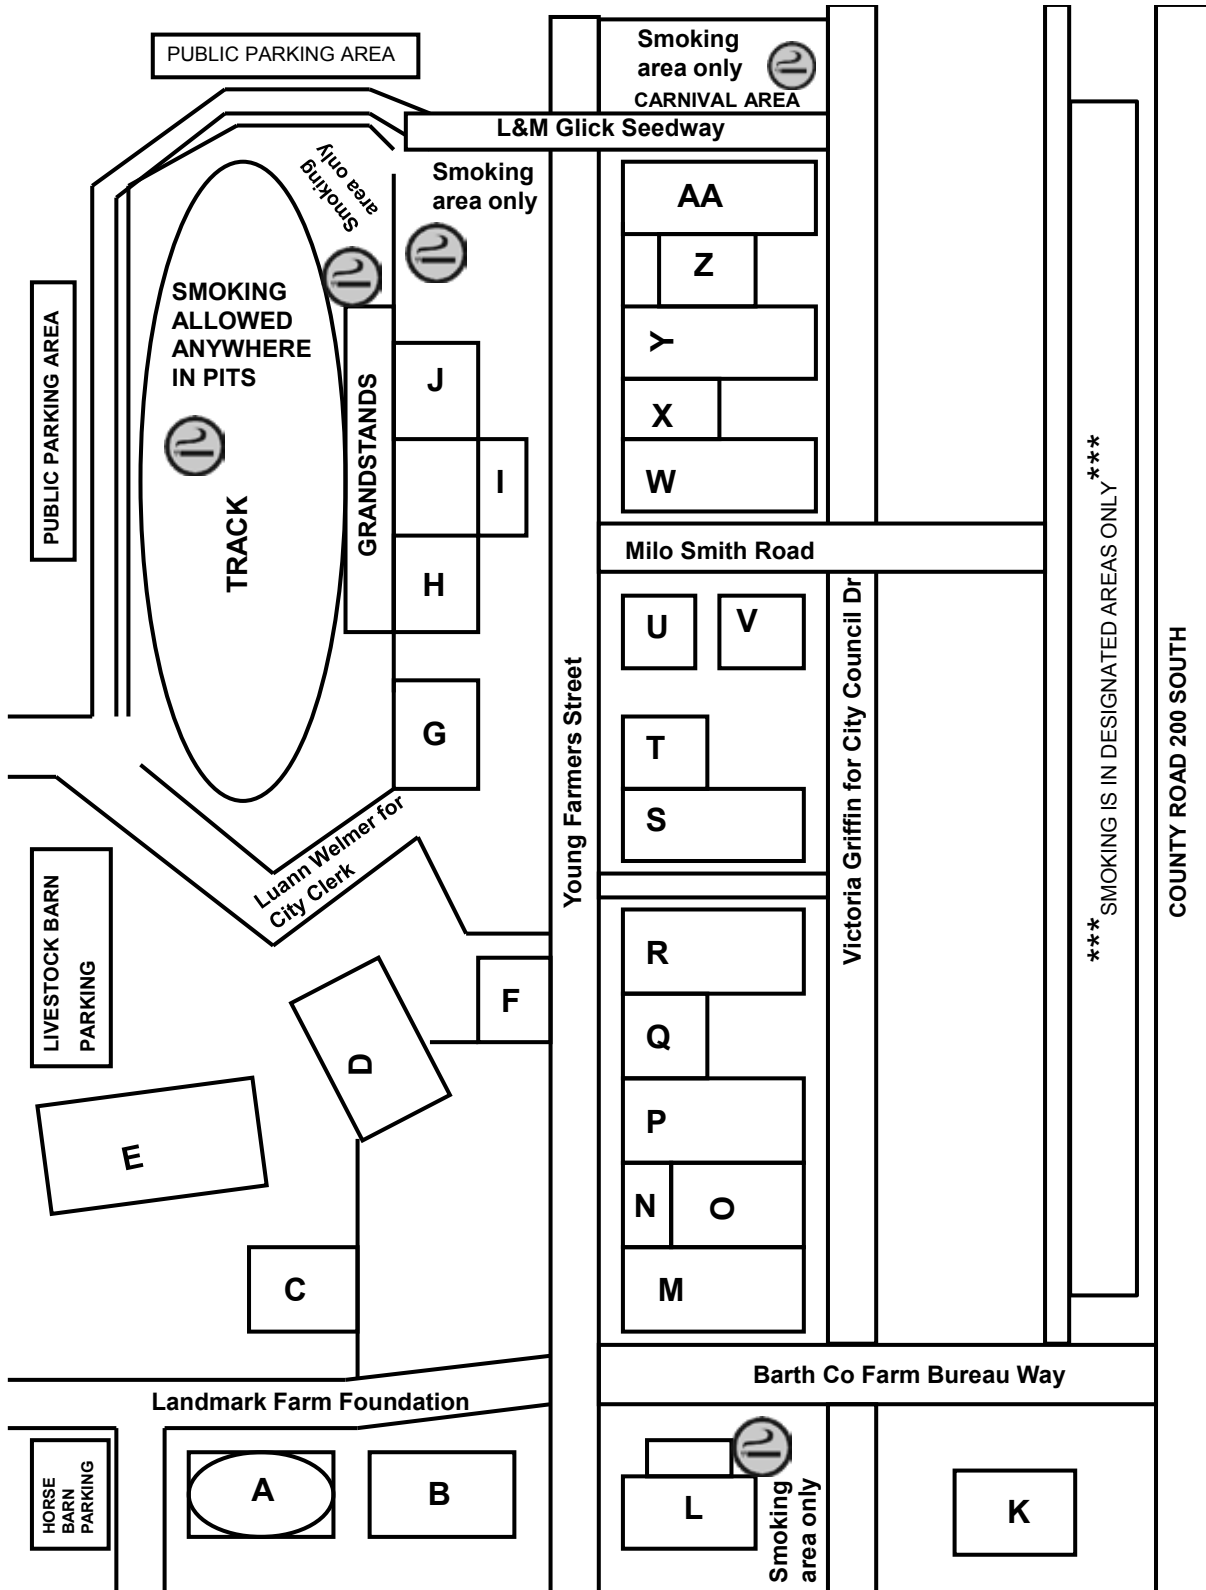 PUBLIC PARKING AREA
Smoking
area only
CARNIVAL AREA
L&M Glick Seedway
Smoking
area only
Smoking
area only
AA
Z
Y
X
W
SMOKING
ALLOWED
ANYWHERE
IN PITS
TRACK
PUBLIC PARKING AREA
GRANDSTANDS
J
I
H
G
Milo Smith Road
U
V
T
S
Young Farmers Street
Victoria Griffin for City Council Dr
***SMOKING IS IN DESIGNATED AREAS ONLY***
COUNTY ROAD 200 SOUTH
Luann Welmer for
City Clerk
LIVESTOCK BARN
PARKING
F
D
E
C
R
Q
P
N
O
M
Barth Co Farm Bureau Way
Landmark Farm Foundation
HORSE
BARN
PARKING
A
B
L
Smoking
area only
K